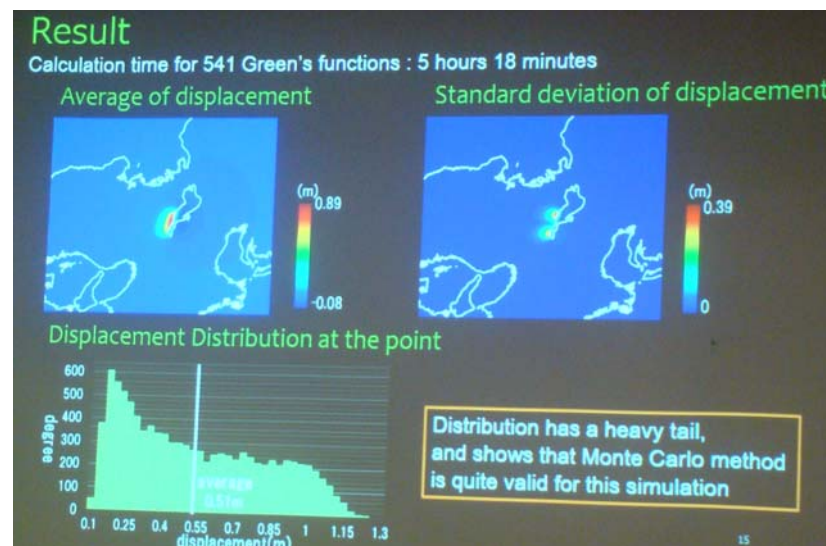 Result
Calculation time for 541 Green's functions : 5 hours 18 minutes
Average of displacement
Standard deviation of displacement
(m)
0.89
-0.08
(m)
0.39
0
Displacement Distribution at the point
600
500
400
300
200
100
0
degree
average
0.51m
0.1 0.25 0.4 0.55 0.7 0.85 1 1.15 1.3
displacement(m)
Distribution has a heavy tail,
and shows that Monte Carlo method
is quite valid for this simulation
15